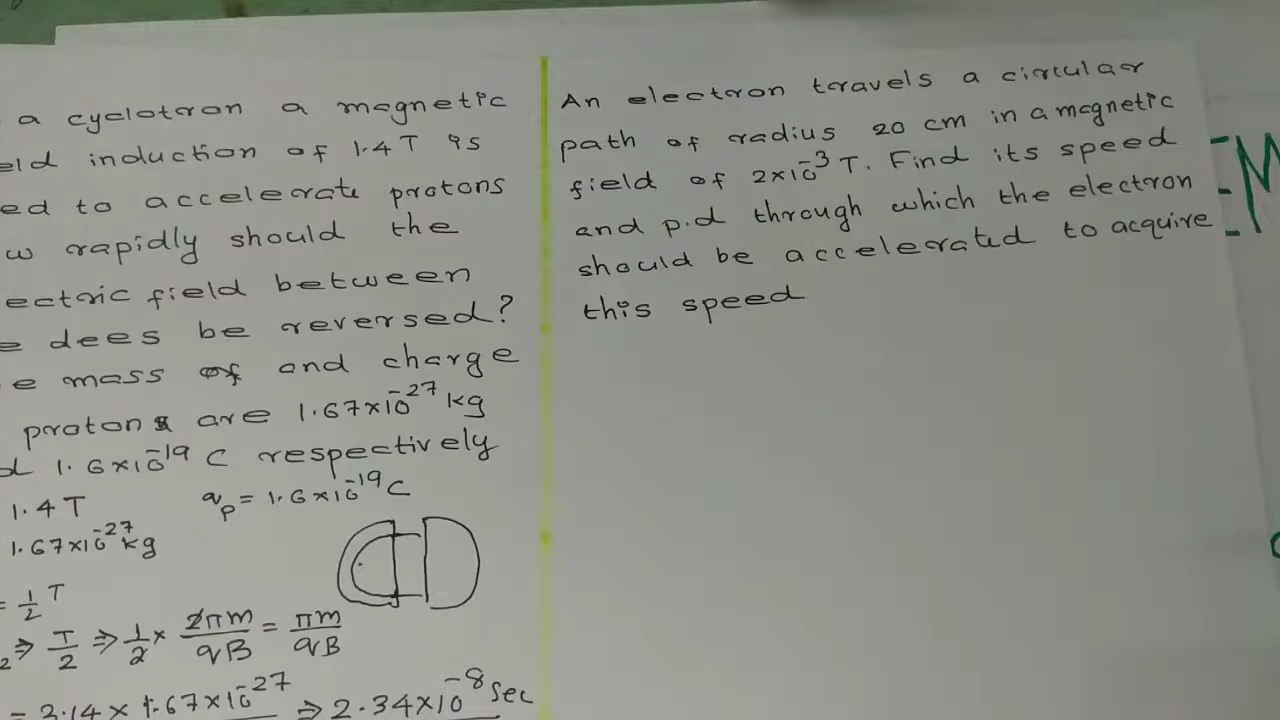 a cyclotron a magnetic
eld induction of 1.4T is
ed to accelerate protons
w rapidly should the
ectric field between
e dees be reversed?
e mass of and charge
protons are 1.67×10⁻²⁷ kg
d 1.6×10⁻¹⁹ C respectively
1.4T qp = 1.6×10⁻¹⁹C
1.67×10⁻²⁷kg
= 1/2 T
2 ⇒ T/2 ⇒ 1/2 × 2πm/qB = πm/qB
= 3.14 × 1.67×10⁻²⁷ ⇒ 2.34×10⁻⁸ Sec
An electron travels a circular
path of radius 20 cm in a magnetic
field of 2×10⁻³ T. Find its speed
and p.d through which the electron
should be accelerated to acquire
this speed